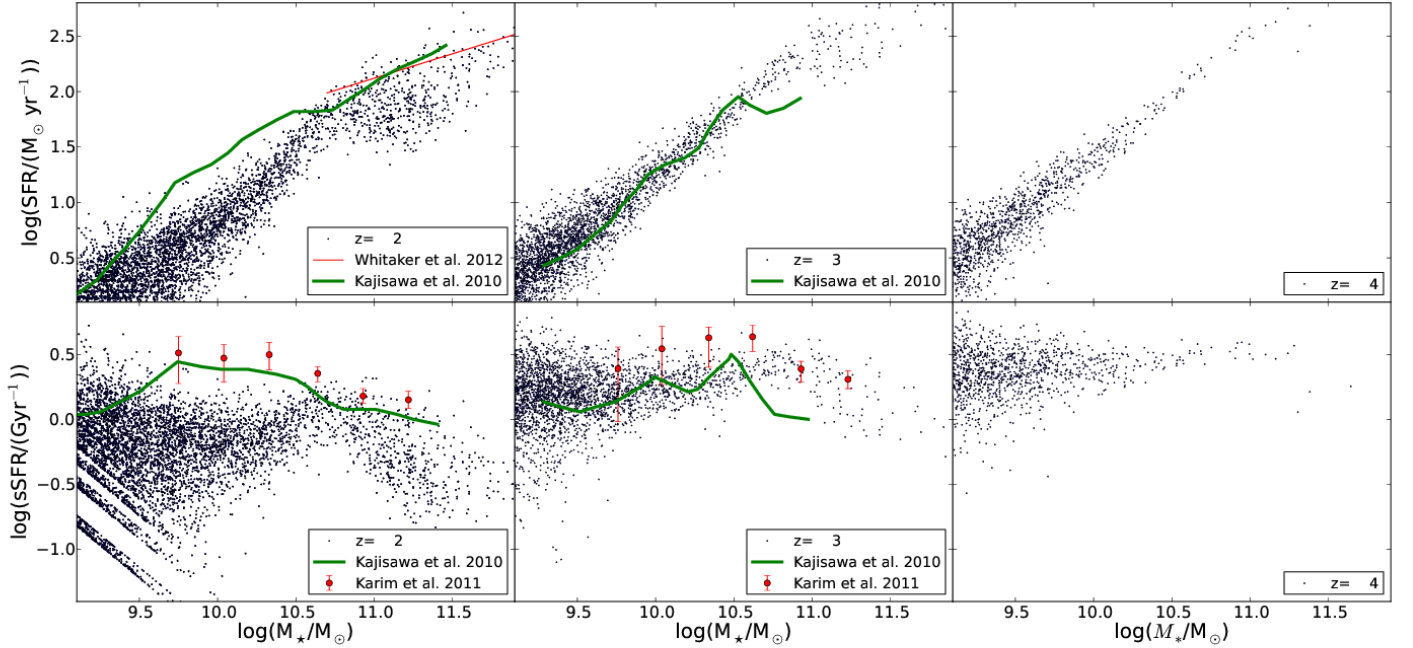 log(SFR/(M⊙ yr⁻¹ ))
2.5
2.0
1.5
1.0
0.5
z= 2
Whitaker et al. 2012
Kajisawa et al. 2010
z= 3
Kajisawa et al. 2010
z= 4
log(sSFR/(Gyr⁻¹ ))
0.5
0.0
−0.5
−1.0
z= 2
Kajisawa et al. 2010
Karim et al. 2011
z= 3
Kajisawa et al. 2010
Karim et al. 2011
z= 4
9.5 10.0 10.5 11.0 11.5
9.5 10.0 10.5 11.0 11.5
9.5 10.0 10.5 11.0 11.5
log(M⋆/M⊙)
log(M⋆/M⊙)
log(M*/M⊙)